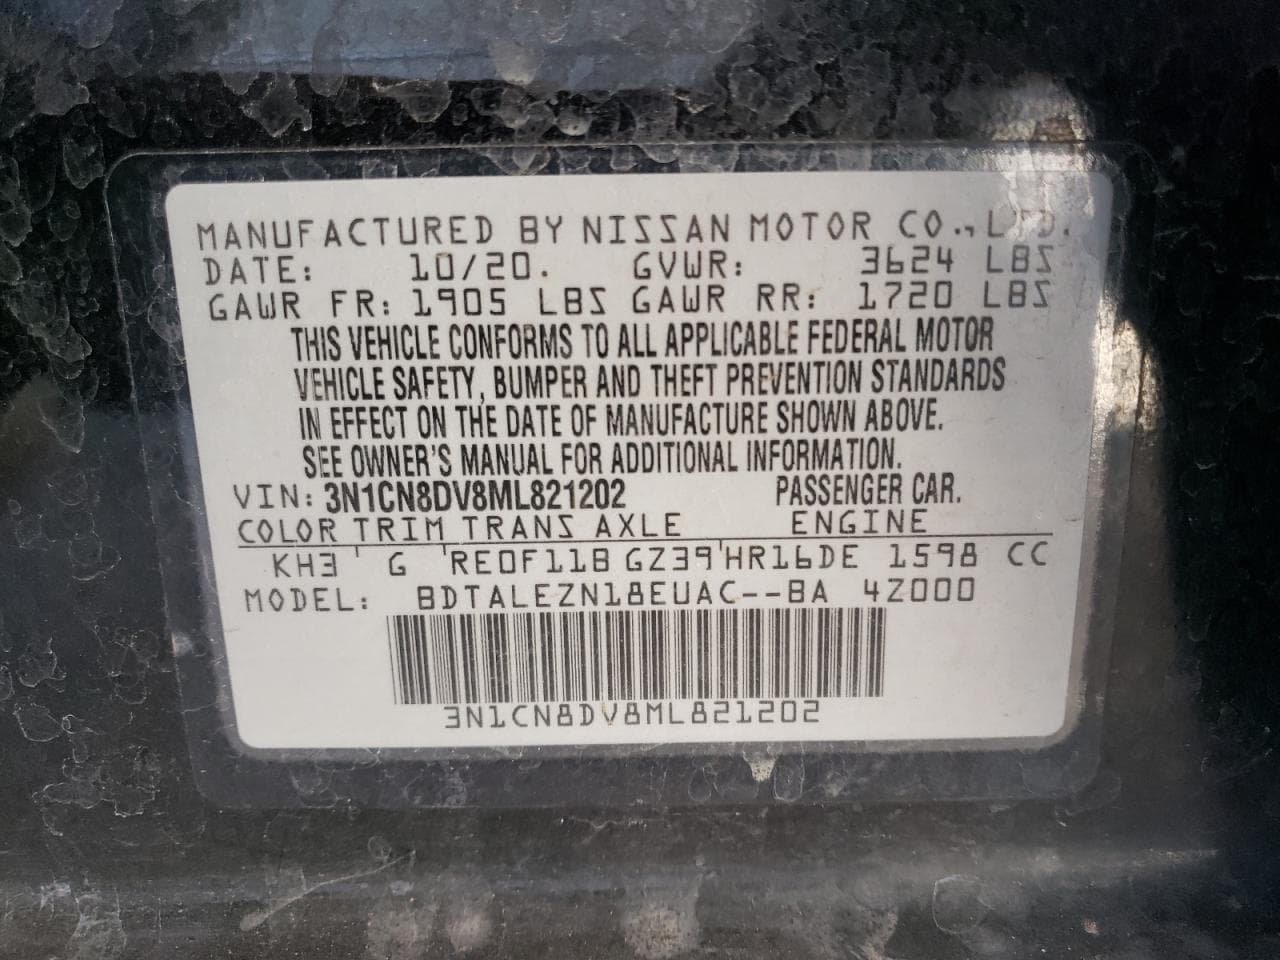 MANUFACTURED BY NISSAN MOTOR CO., LTD.
DATE: 10/20. GVWR: 3624 LBS
GAWR FR: 1905 LBS GAWR RR: 1720 LBS
THIS VEHICLE CONFORMS TO ALL APPLICABLE FEDERAL MOTOR
VEHICLE SAFETY, BUMPER AND THEFT PREVENTION STANDARDS
IN EFFECT ON THE DATE OF MANUFACTURE SHOWN ABOVE.
SEE OWNER'S MANUAL FOR ADDITIONAL INFORMATION.
VIN: 3N1CN8DV8ML821202 PASSENGER CAR.
COLOR TRIM TRANS AXLE ENGINE
KH3 ' G 'RE0F11B GZ39'HR16DE 1598 CC
MODEL: BDTALEZN18EUAC--BA 4Z000
3N1CN8DV8ML821202